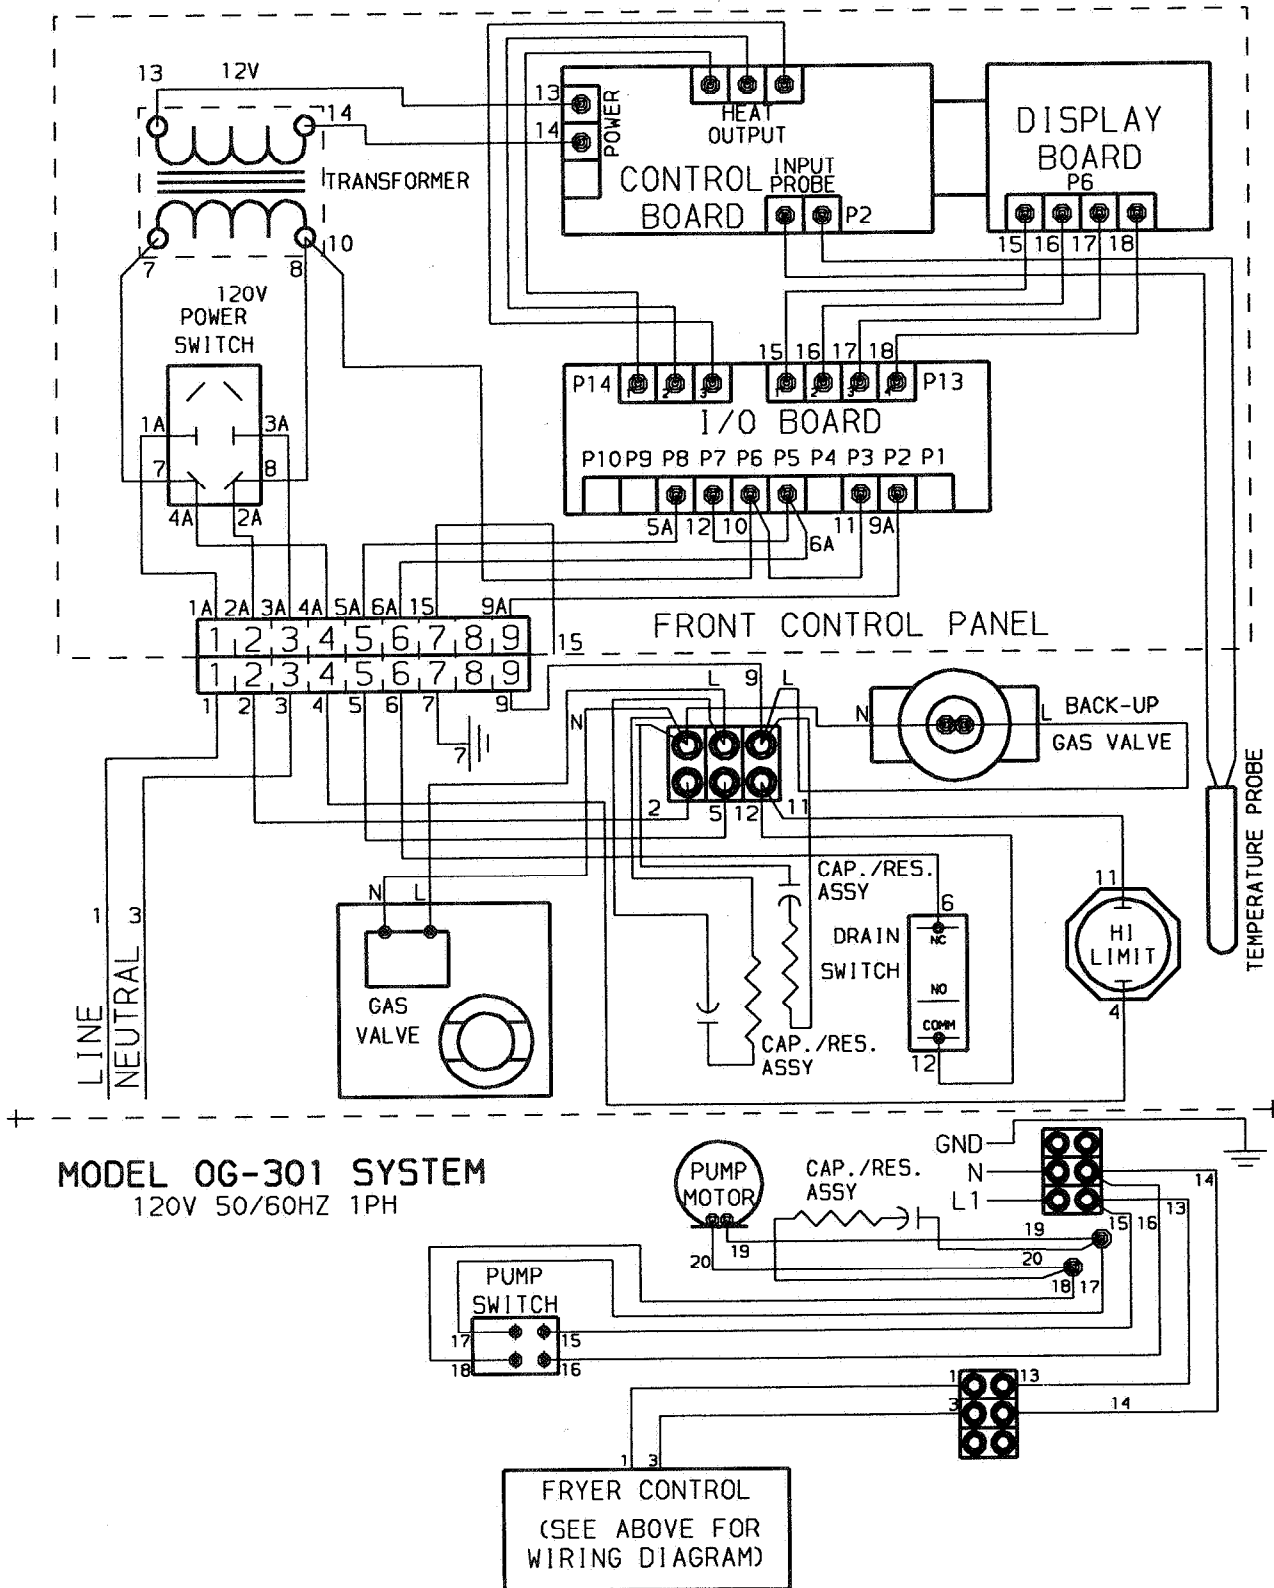 13
12V
14
TRANSFORMER
10
7
8
120V
POWER
SWITCH
1A
3A
7
8
4A
2A
13
14
POWER
HEAT
OUTPUT
CONTROL
BOARD
INPUT
PROBE
P2
DISPLAY
BOARD
P6
15 16 17 18
15 16 17 18
P14
1 2 3
1 2 3 4
P13
I/O BOARD
P10 P9 P8 P7 P6 P5 P4 P3 P2 P1
5A 12 10 6A 11 9A
1A 2A 3A 4A 5A 6A 15 9A
1 2 3 4 5 6 7 8 9
15
1 2 3 4 5 6 7 8 9
1 2 3 4 5 6 7 9
FRONT CONTROL PANEL
7
N
L
9
L
2 5 12 11
N
L
BACK-UP
GAS VALVE
TEMPERATURE PROBE
1
3
LINE
NEUTRAL
N
L
GAS
VALVE
CAP./RES.
ASSY
CAP./RES.
ASSY
DRAIN
SWITCH
6
NC
NO
COMM
12
11
HI
LIMIT
4
MODEL OG-301 SYSTEM
120V 50/60HZ 1PH
PUMP
MOTOR
CAP./RES.
ASSY
GND
N
L1
14
13
15
16
19
19
20
20
18
17
PUMP
SWITCH
17
15
18
16
1
13
3
14
1
3
FRYER CONTROL
(SEE ABOVE FOR
WIRING DIAGRAM)